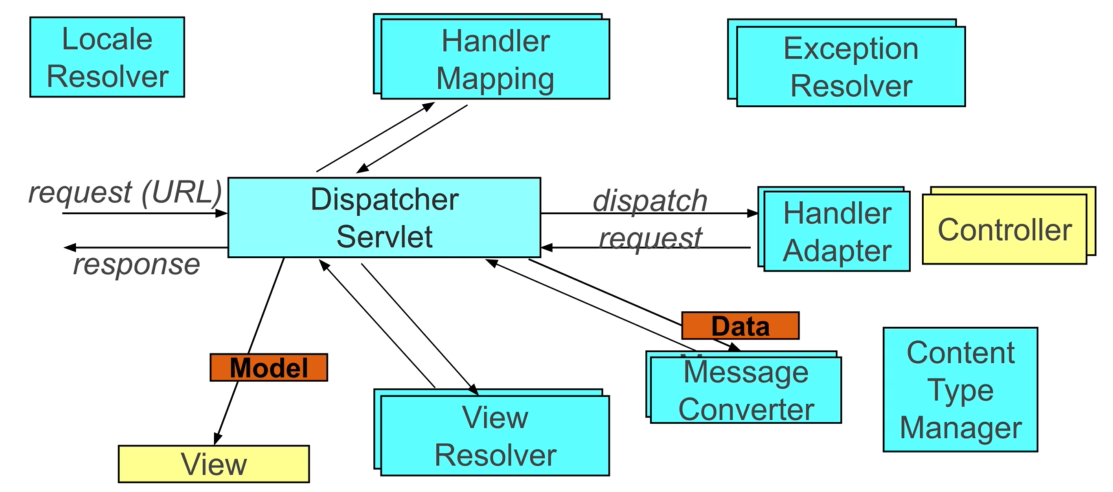 Locale
Resolver
Handler
Mapping
Exception
Resolver
request (URL)
Dispatcher
Servlet
dispatch
request
Handler
Adapter
Controller
response
Data
Model
Message
Converter
Content
Type
Manager
View
Resolver
View